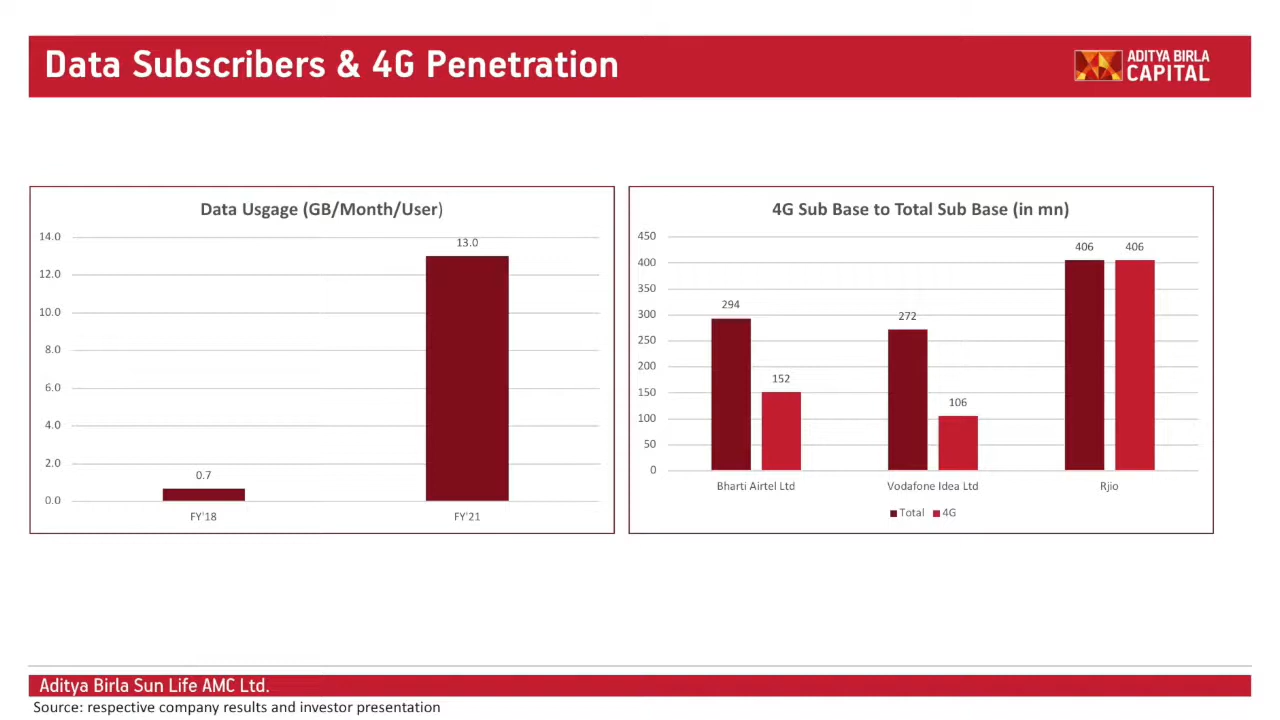 Data Subscribers & 4G Penetration
ADITYA BIRLA
CAPITAL
Data Usgage (GB/Month/User)
14.0
12.0
10.0
8.0
6.0
4.0
2.0
0.0
0.7
13.0
FY'18
FY'21
4G Sub Base to Total Sub Base (in mn)
450
400
350
300
250
200
150
100
50
0
294
152
272
106
406
406
Bharti Airtel Ltd
Vodafone Idea Ltd
Rjio
Total
4G
Aditya Birla Sun Life AMC Ltd.
Source: respective company results and investor presentation